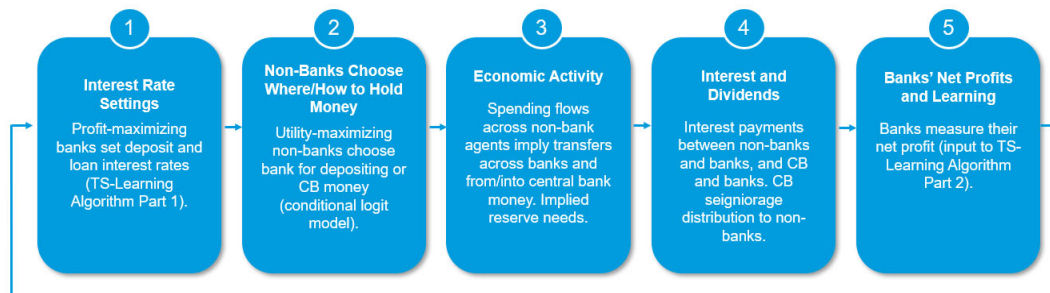 1
Interest Rate
Settings
Profit-maximizing
banks set deposit and
loan interest rates
(TS-Learning
Algorithm Part 1).
2
Non-Banks Choose
Where/How to Hold
Money
Utility-maximizing
non-banks choose
bank for depositing or
CB money
(conditional logit
model).
3
Economic Activity
Spending flows
across non-bank
agents imply transfers
across banks and
from/into central bank
money. Implied
reserve needs.
4
Interest and
Dividends
Interest payments
between non-banks
and banks, and CB
and banks. CB
seigniorage
distribution to non-
banks.
5
Banks' Net Profits
and Learning
Banks measure their
net profit (input to TS-
Learning Algorithm
Part 2).